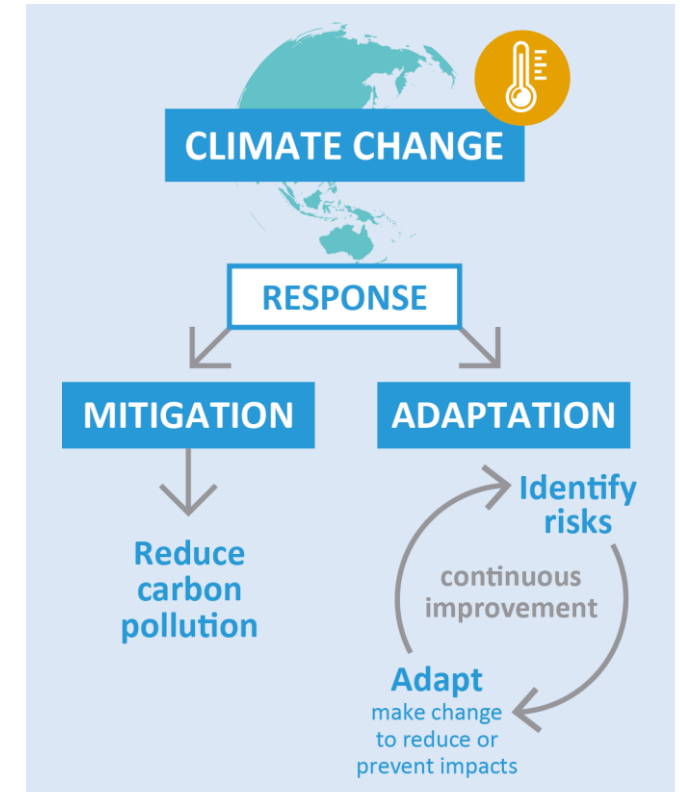 CLIMATE CHANGE
RESPONSE
MITIGATION
Reduce
carbon
pollution
ADAPTATION
Identify
risks
continuous
improvement
Adapt
make change
to reduce or
prevent impacts